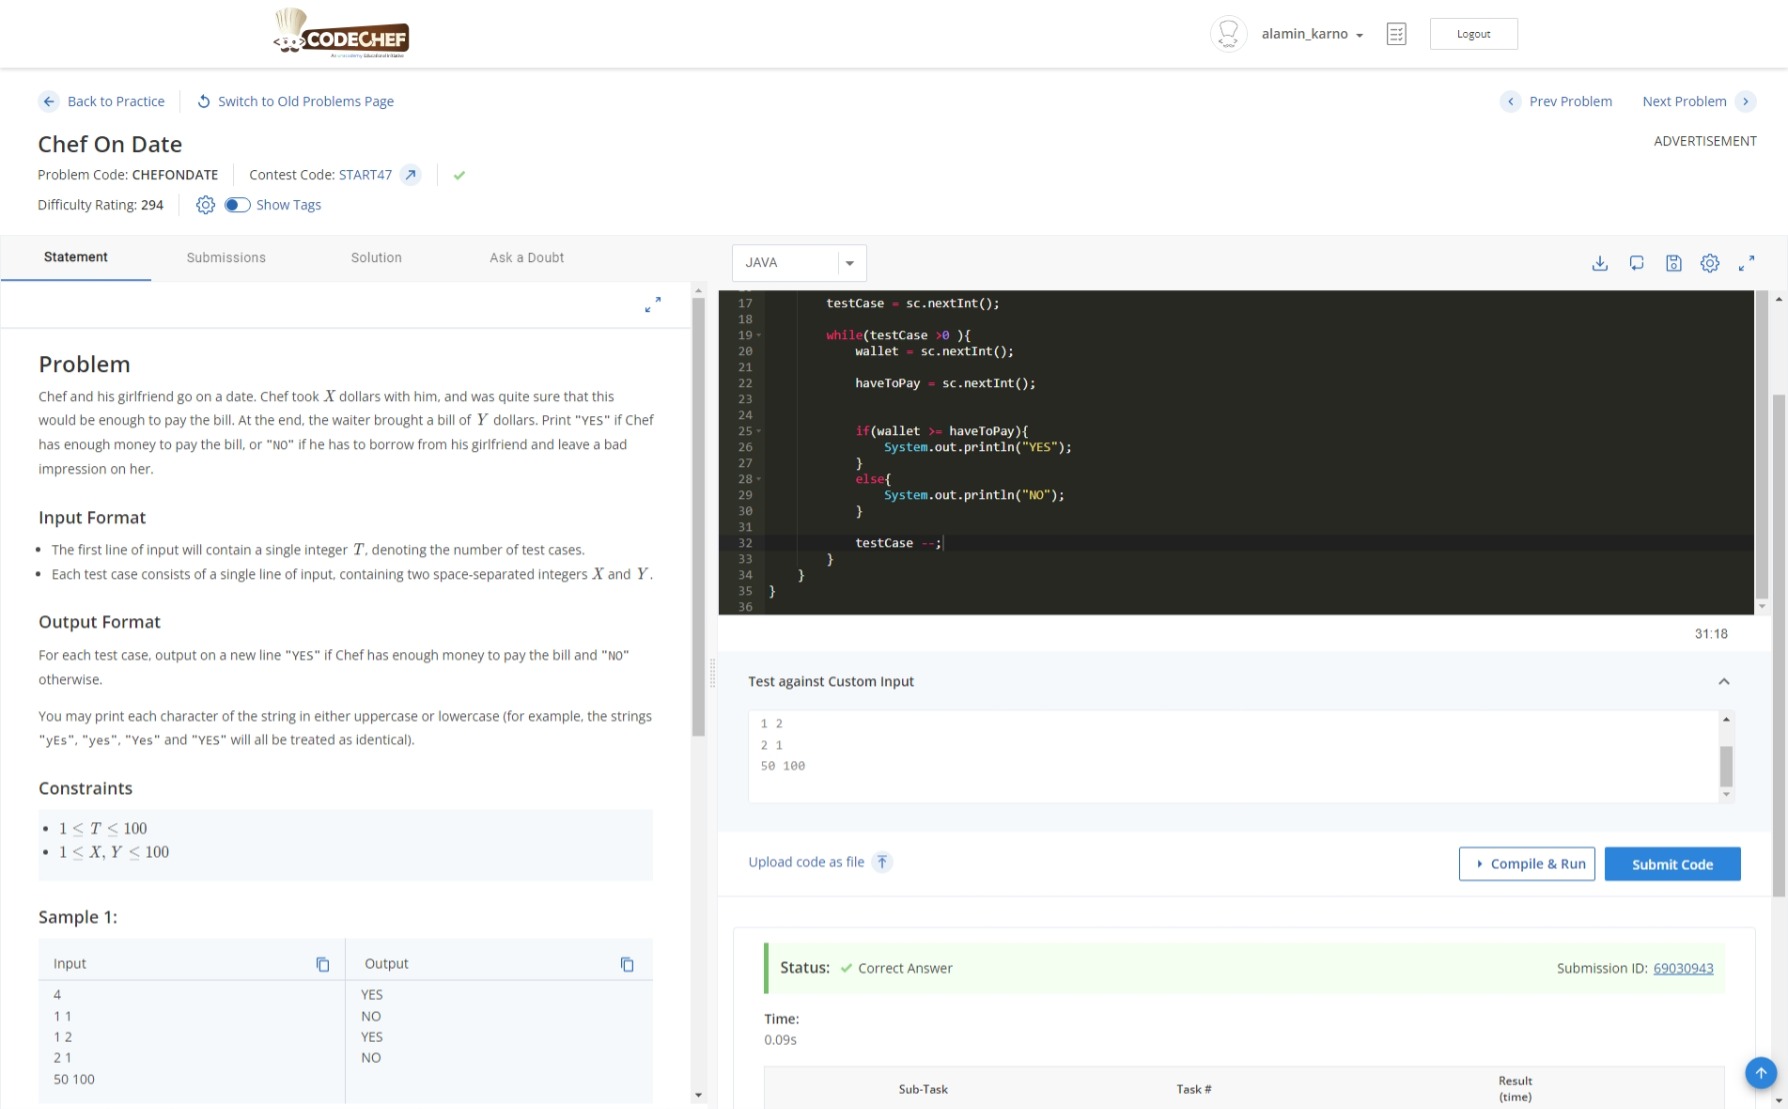 CODECHEF
An unacademy Educational Initiative
alamin_karno
Logout
Back to Practice
Switch to Old Problems Page
Prev Problem
Next Problem
Chef On Date
ADVERTISEMENT
Problem Code: CHEFONDATE
Contest Code: START47
Difficulty Rating: 294
Show Tags
Statement
Submissions
Solution
Ask a Doubt
Problem
Chef and his girlfriend go on a date. Chef took X dollars with him, and was quite sure that this
would be enough to pay the bill. At the end, the waiter brought a bill of Y dollars. Print "YES" if Chef
has enough money to pay the bill, or "NO" if he has to borrow from his girlfriend and leave a bad
impression on her.
Input Format
• The first line of input will contain a single integer T, denoting the number of test cases.
• Each test case consists of a single line of input, containing two space-separated integers X and Y.
Output Format
For each test case, output on a new line "YES" if Chef has enough money to pay the bill and "NO"
otherwise.
You may print each character of the string in either uppercase or lowercase (for example, the strings
"yEs", "yes", "Yes" and "YES" will all be treated as identical).
Constraints
• 1 ≤ T ≤ 100
• 1 ≤ X, Y ≤ 100
Sample 1:
Input
Output
4
1 1
1 2
2 1
50 100
YES
NO
YES
NO
JAVA
17 testCase = sc.nextInt();
18
19 while(testCase >0 ){
20 wallet = sc.nextInt();
21
22 haveToPay = sc.nextInt();
23
24
25 if(wallet >= haveToPay){
26 System.out.println("YES");
27 }
28 else{
29 System.out.println("NO");
30 }
31
32 testCase --;
33 }
34 }
35 }
36
31:18
Test against Custom Input
1 2
2 1
50 100
Upload code as file
Compile & Run
Submit Code
Status: Correct Answer
Submission ID: 69030943
Time:
0.09s
Sub-Task
Task #
Result
(time)